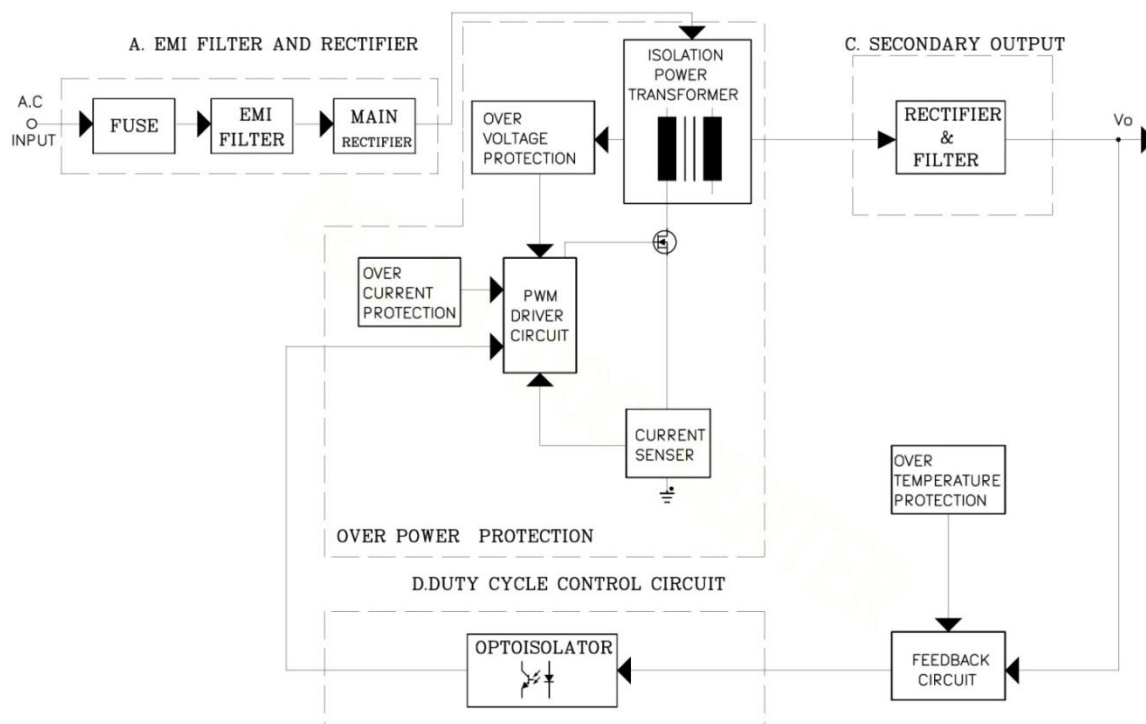 A. EMI FILTER AND RECTIFIER
A.C
INPUT
FUSE
EMI
FILTER
MAIN
RECTIFIER
OVER
VOLTAGE
PROTECTION
ISOLATION
POWER
TRANSFORMER
C. SECONDARY OUTPUT
RECTIFIER
&
FILTER
Vo
OVER
CURRENT
PROTECTION
PWM
DRIVER
CIRCUIT
CURRENT
SENSER
OVER POWER PROTECTION
OVER
TEMPERATURE
PROTECTION
D.DUTY CYCLE CONTROL CIRCUIT
OPTOISOLATOR
FEEDBACK
CIRCUIT